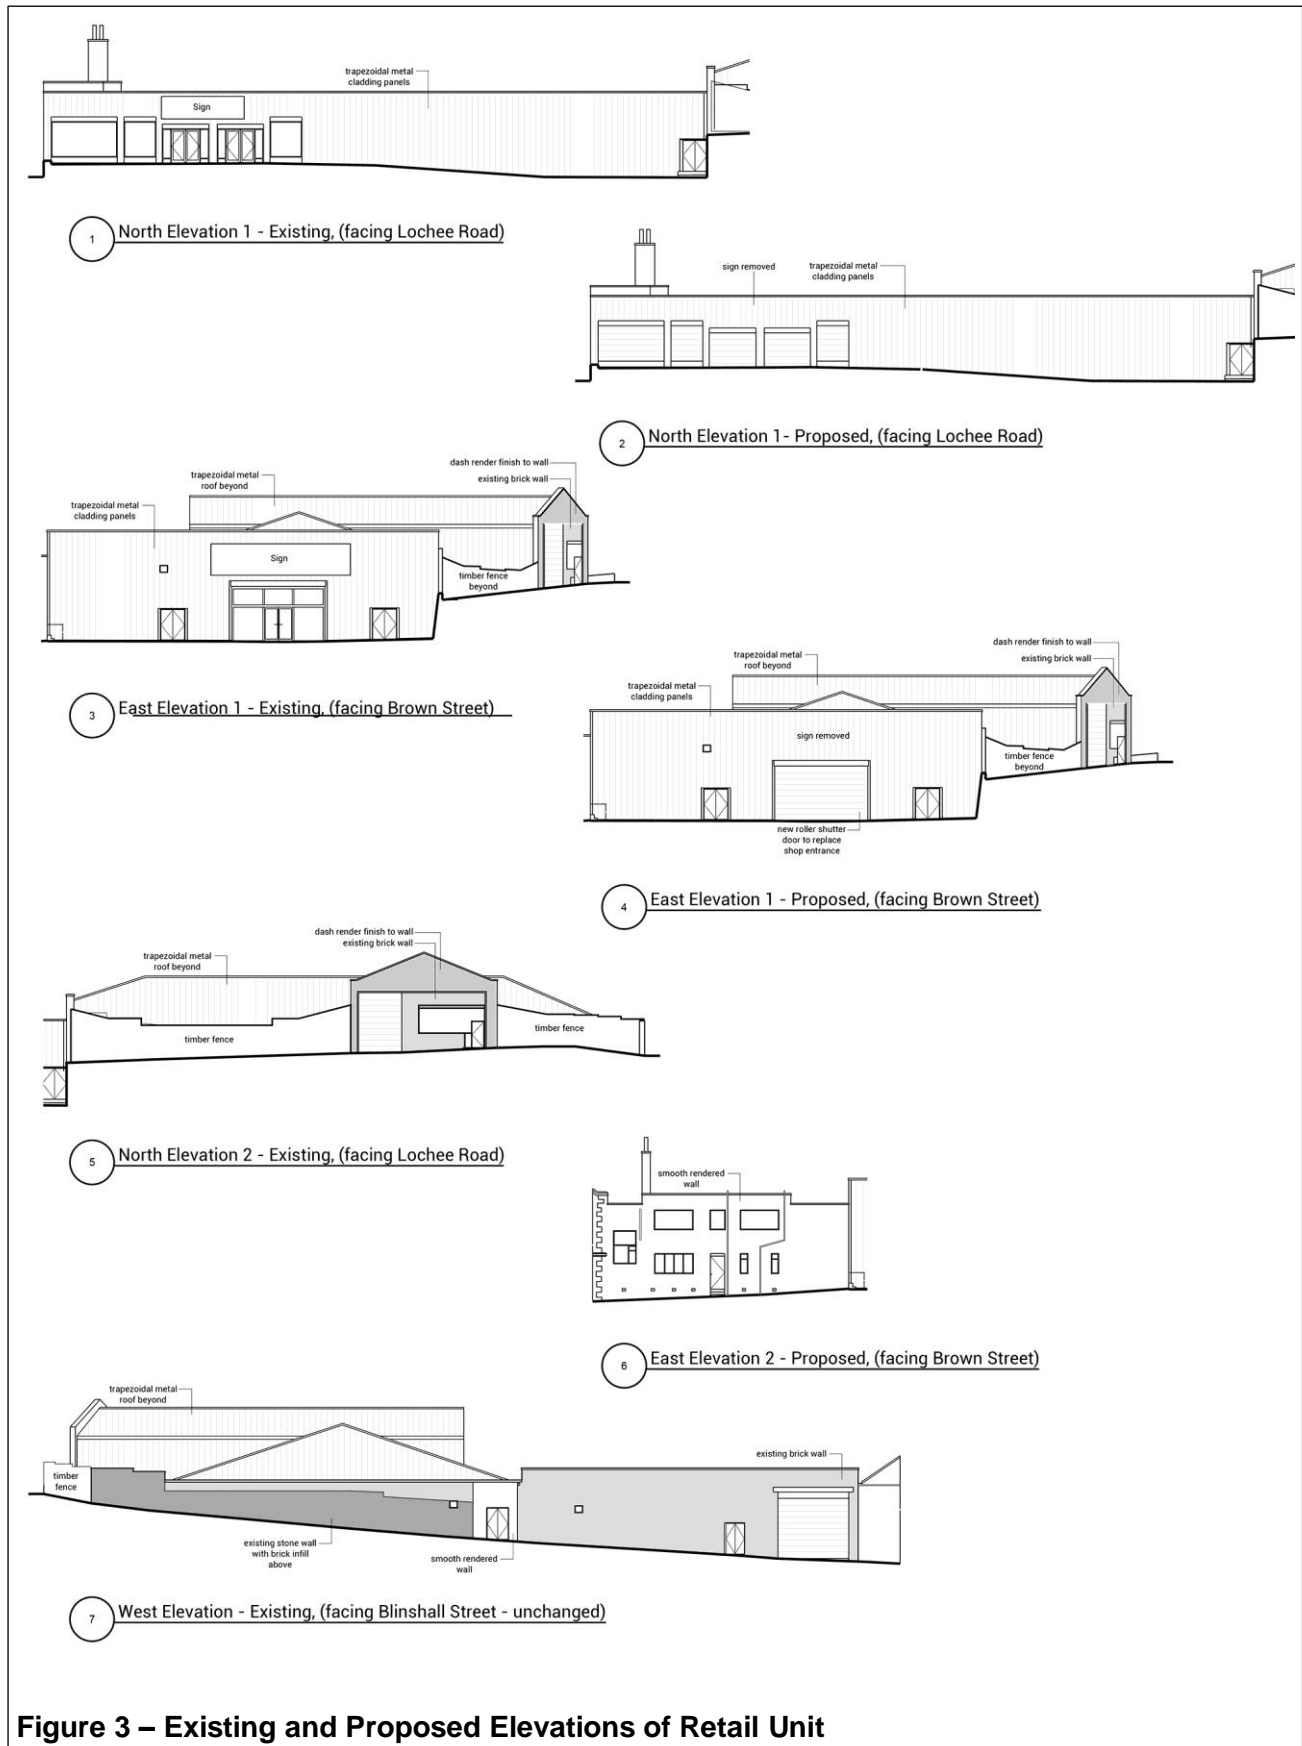 trapezoidal metal
cladding panels
Sign
1
North Elevation 1 - Existing, (facing Lochee Road)
sign removed
trapezoidal metal
cladding panels
2
North Elevation 1- Proposed, (facing Lochee Road)
dash render finish to wall
existing brick wall
trapezoidal metal
roof beyond
trapezoidal metal
cladding panels
Sign
timber fence
beyond
3
East Elevation 1 - Existing, (facing Brown Street)
dash render finish to wall
existing brick wall
trapezoidal metal
roof beyond
trapezoidal metal
cladding panels
sign removed
timber fence
beyond
new roller shutter
door to replace
shop entrance
4
East Elevation 1 - Proposed, (facing Brown Street)
dash render finish to wall
existing brick wall
trapezoidal metal
roof beyond
timber fence
timber fence
5
North Elevation 2 - Existing, (facing Lochee Road)
smooth rendered
wall
6
East Elevation 2 - Proposed, (facing Brown Street)
trapezoidal metal
roof beyond
existing brick wall
timber
fence
existing stone wall
with brick infill
above
smooth rendered
wall
7
West Elevation - Existing, (facing Blinshall Street - unchanged)
Figure 3 – Existing and Proposed Elevations of Retail Unit